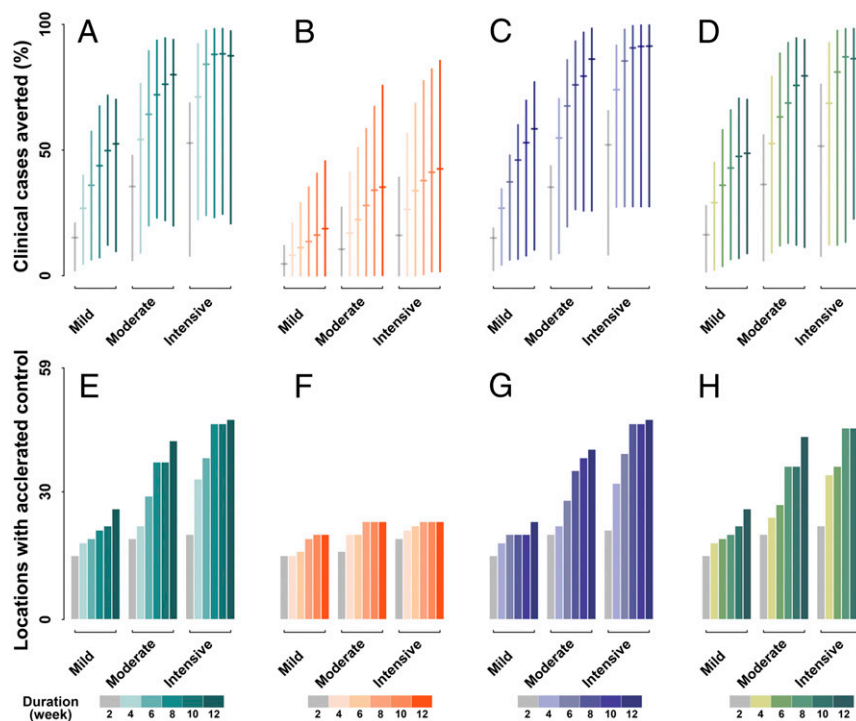 A B C D
Clinical cases averted (%)
100
50
0
Mild Moderate Intensive Mild Moderate Intensive Mild Moderate Intensive Mild Moderate Intensive
E F G H
Locations with acclerated control
59
30
0
Mild Moderate Intensive Mild Moderate Intensive Mild Moderate Intensive Mild Moderate Intensive
Duration
(week)
2 4 6 8 10 12 2 4 6 8 10 12 2 4 6 8 10 12 2 4 6 8 10 12